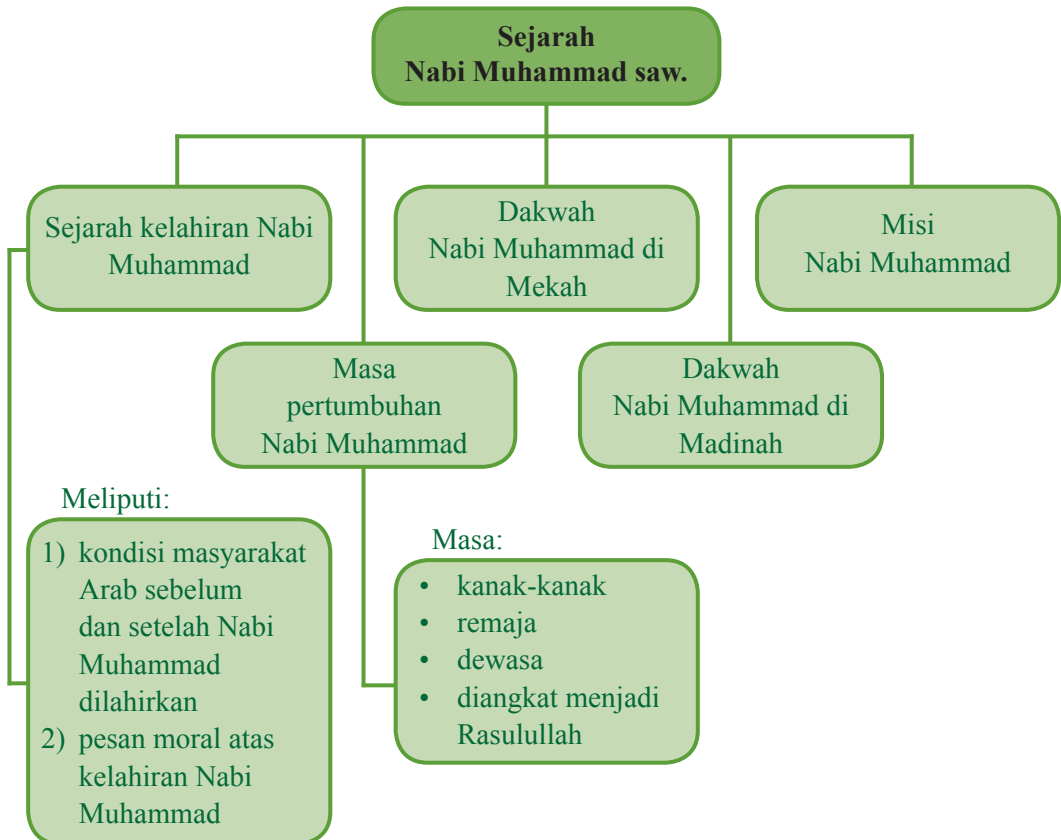 Sejarah
Nabi Muhammad saw.
Sejarah kelahiran Nabi
Muhammad
Dakwah
Nabi Muhammad di
Mekah
Misi
Nabi Muhammad
Masa
pertumbuhan
Nabi Muhammad
Dakwah
Nabi Muhammad di
Madinah
Meliputi:
1) kondisi masyarakat
Arab sebelum
dan setelah Nabi
Muhammad
dilahirkan
2) pesan moral atas
kelahiran Nabi
Muhammad
Masa:
• kanak-kanak
• remaja
• dewasa
• diangkat menjadi
Rasulullah